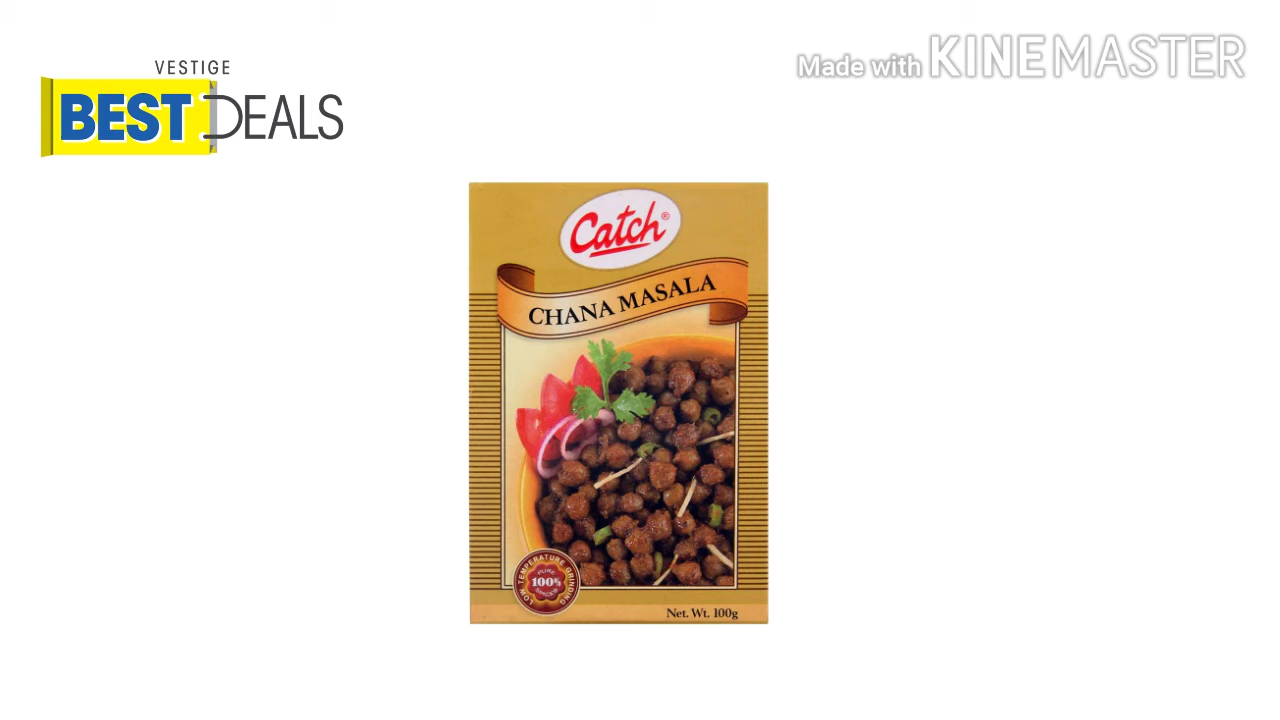 VESTIGE
BEST DEALS
Made with KINEMASTER
Catch®
CHANA MASALA
LOW TEMPERATURE GRINDING
PURE
100%
SPICES
Net. Wt. 100g